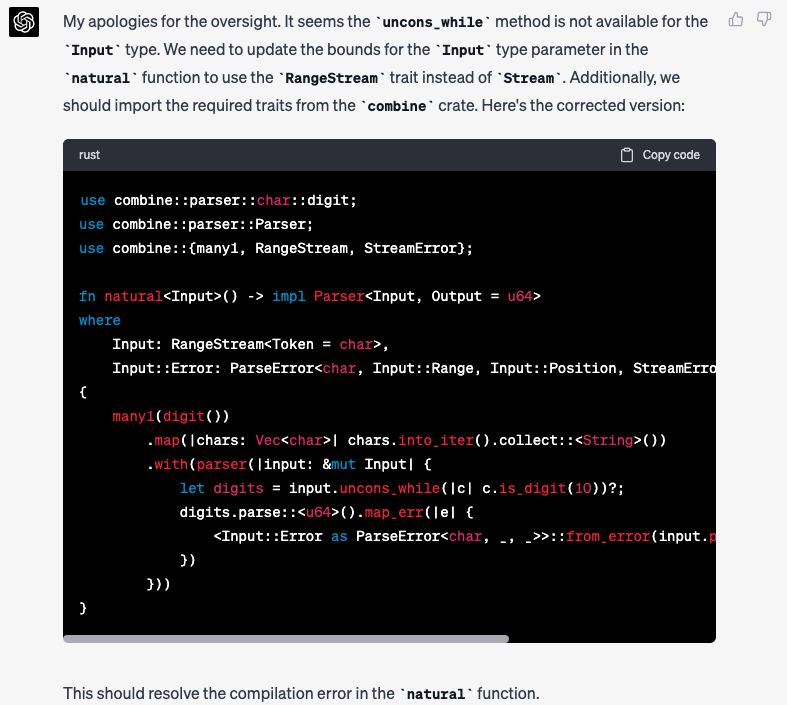 My apologies for the oversight. It seems the `uncons_while` method is not available for the
`Input` type. We need to update the bounds for the `Input` type parameter in the
`natural` function to use the `RangeStream` trait instead of `Stream`. Additionally, we
should import the required traits from the `combine` crate. Here's the corrected version:
rust Copy code
use combine::parser::char::digit;
use combine::parser::Parser;
use combine::{many1, RangeStream, StreamError};
fn natural<Input>() -> impl Parser<Input, Output = u64>
where
    Input: RangeStream<Token = char>,
    Input::Error: ParseError<char, Input::Range, Input::Position, StreamErro
{
    many1(digit())
        .map(|chars: Vec<char>| chars.into_iter().collect::<String>())
        .with(parser(|input: &mut Input| {
            let digits = input.uncons_while(|c| c.is_digit(10))?;
            digits.parse::<u64>().map_err(|e| {
                <Input::Error as ParseError<char, _, _>>::from_error(input.p
            })
        }))
}
This should resolve the compilation error in the `natural` function.